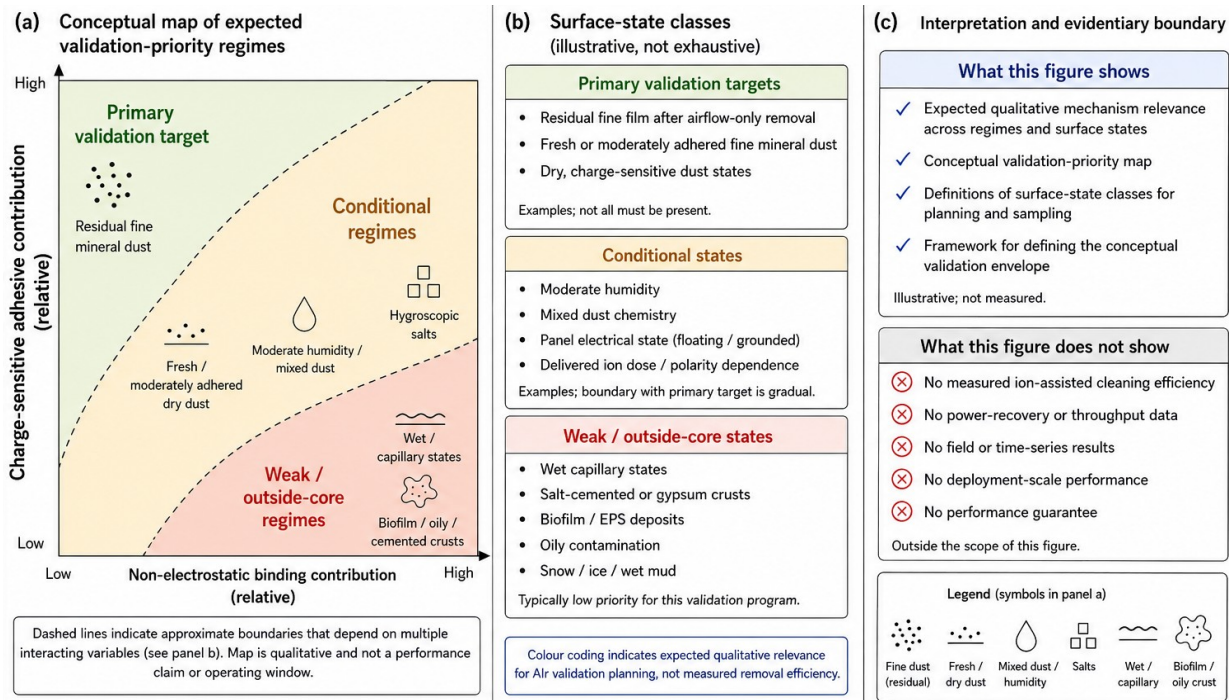 (a) Conceptual map of expected
validation-priority regimes
High
Primary
validation target
Residual fine
mineral dust
Conditional
regimes
Hygroscopic
salts
Moderate humidity /
mixed dust
Fresh /
moderately adhered
dry dust
Wet /
capillary states
Weak /
outside-core
regimes
Biofilm / oily /
cemented crusts
Charge-sensitive adhesive contribution
(relative)
Low
Low
Non-electrostatic binding contribution
(relative)
High
Dashed lines indicate approximate boundaries that depend on multiple
interacting variables (see panel b). Map is qualitative and not a performance
claim or operating window.
(b) Surface-state classes
(illustrative, not exhaustive)
Primary validation targets
• Residual fine film after airflow-only removal
• Fresh or moderately adhered fine mineral dust
• Dry, charge-sensitive dust states
Examples; not all must be present.
Conditional states
• Moderate humidity
• Mixed dust chemistry
• Panel electrical state (floating / grounded)
• Delivered ion dose / polarity dependence
Examples; boundary with primary target is gradual.
Weak / outside-core states
• Wet capillary states
• Salt-cemented or gypsum crusts
• Biofilm / EPS deposits
• Oily contamination
• Snow / ice / wet mud
Typically low priority for this validation program.
Colour coding indicates expected qualitative relevance
for AIr validation planning, not measured removal efficiency.
(c) Interpretation and evidentiary boundary
What this figure shows
✓ Expected qualitative mechanism relevance
across regimes and surface states
✓ Conceptual validation-priority map
✓ Definitions of surface-state classes for
planning and sampling
✓ Framework for defining the conceptual
validation envelope
Illustrative; not measured.
What this figure does not show
No measured ion-assisted cleaning efficiency
No power-recovery or throughput data
No field or time-series results
No deployment-scale performance
No performance guarantee
Outside the scope of this figure.
Legend (symbols in panel a)
Fine dust
(residual)
Fresh /
dry dust
Mixed dust /
humidity
Salts
Wet /
capillary
Biofilm /
oily crust